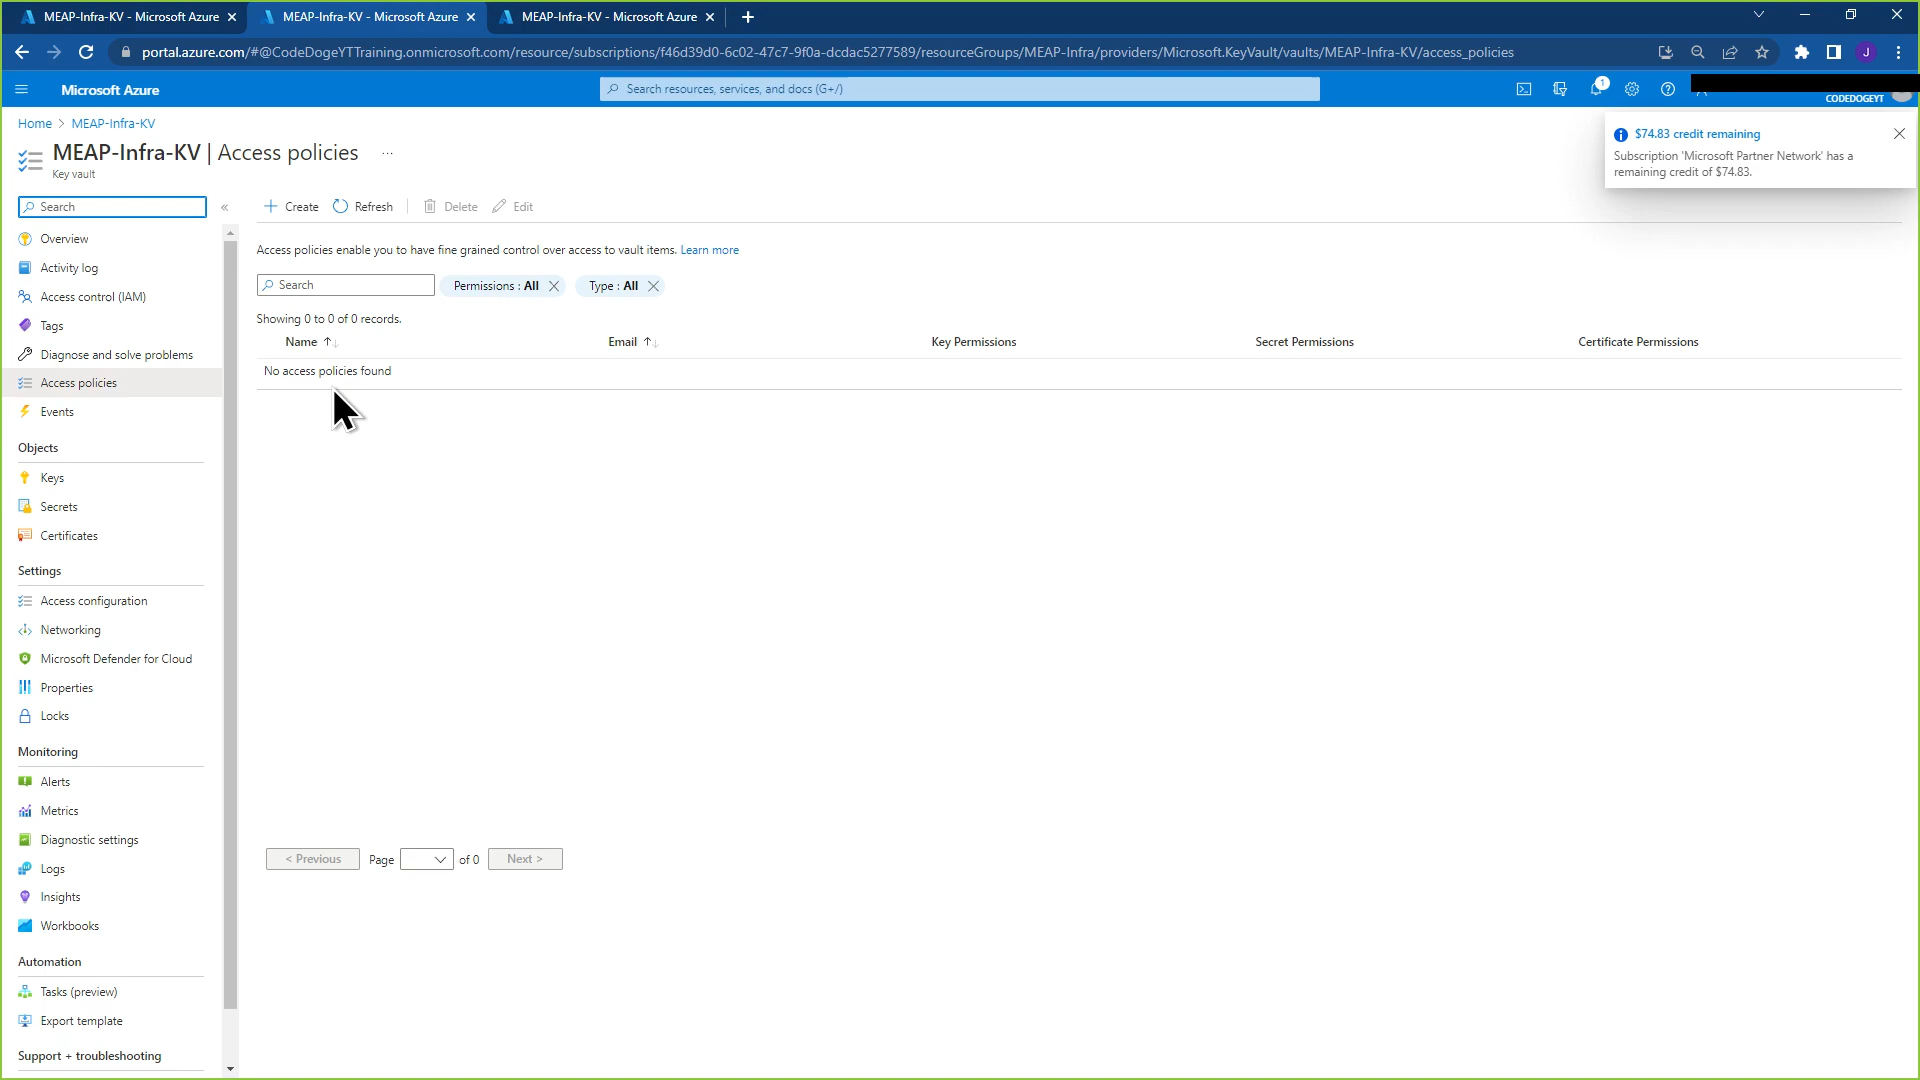 MEAP-Infra-KV - Microsoft Azure
MEAP-Infra-KV - Microsoft Azure
MEAP-Infra-KV - Microsoft Azure
portal.azure.com/#@CodeDogeYTTraining.onmicrosoft.com/resource/subscriptions/f46d39d0-6c02-47c7-9f0a-dcdac5277589/resourceGroups/MEAP-Infra/providers/Microsoft.KeyVault/vaults/MEAP-Infra-KV/access_policies
J
Microsoft Azure
Search resources, services, and docs (G+/)
1
CODEDOGEYT
Home > MEAP-Infra-KV
MEAP-Infra-KV | Access policies ...
Key vault
$74.83 credit remaining
Subscription 'Microsoft Partner Network' has a
remaining credit of $74.83.
Search
Overview
Activity log
Access control (IAM)
Tags
Diagnose and solve problems
Access policies
Events
Objects
Keys
Secrets
Certificates
Settings
Access configuration
Networking
Microsoft Defender for Cloud
Properties
Locks
Monitoring
Alerts
Metrics
Diagnostic settings
Logs
Insights
Workbooks
Automation
Tasks (preview)
Export template
Support + troubleshooting
Create Refresh Delete Edit
Access policies enable you to have fine grained control over access to vault items. Learn more
Search Permissions : All Type : All
Showing 0 to 0 of 0 records.
Name Email Key Permissions Secret Permissions Certificate Permissions
No access policies found
< Previous Page of 0 Next >